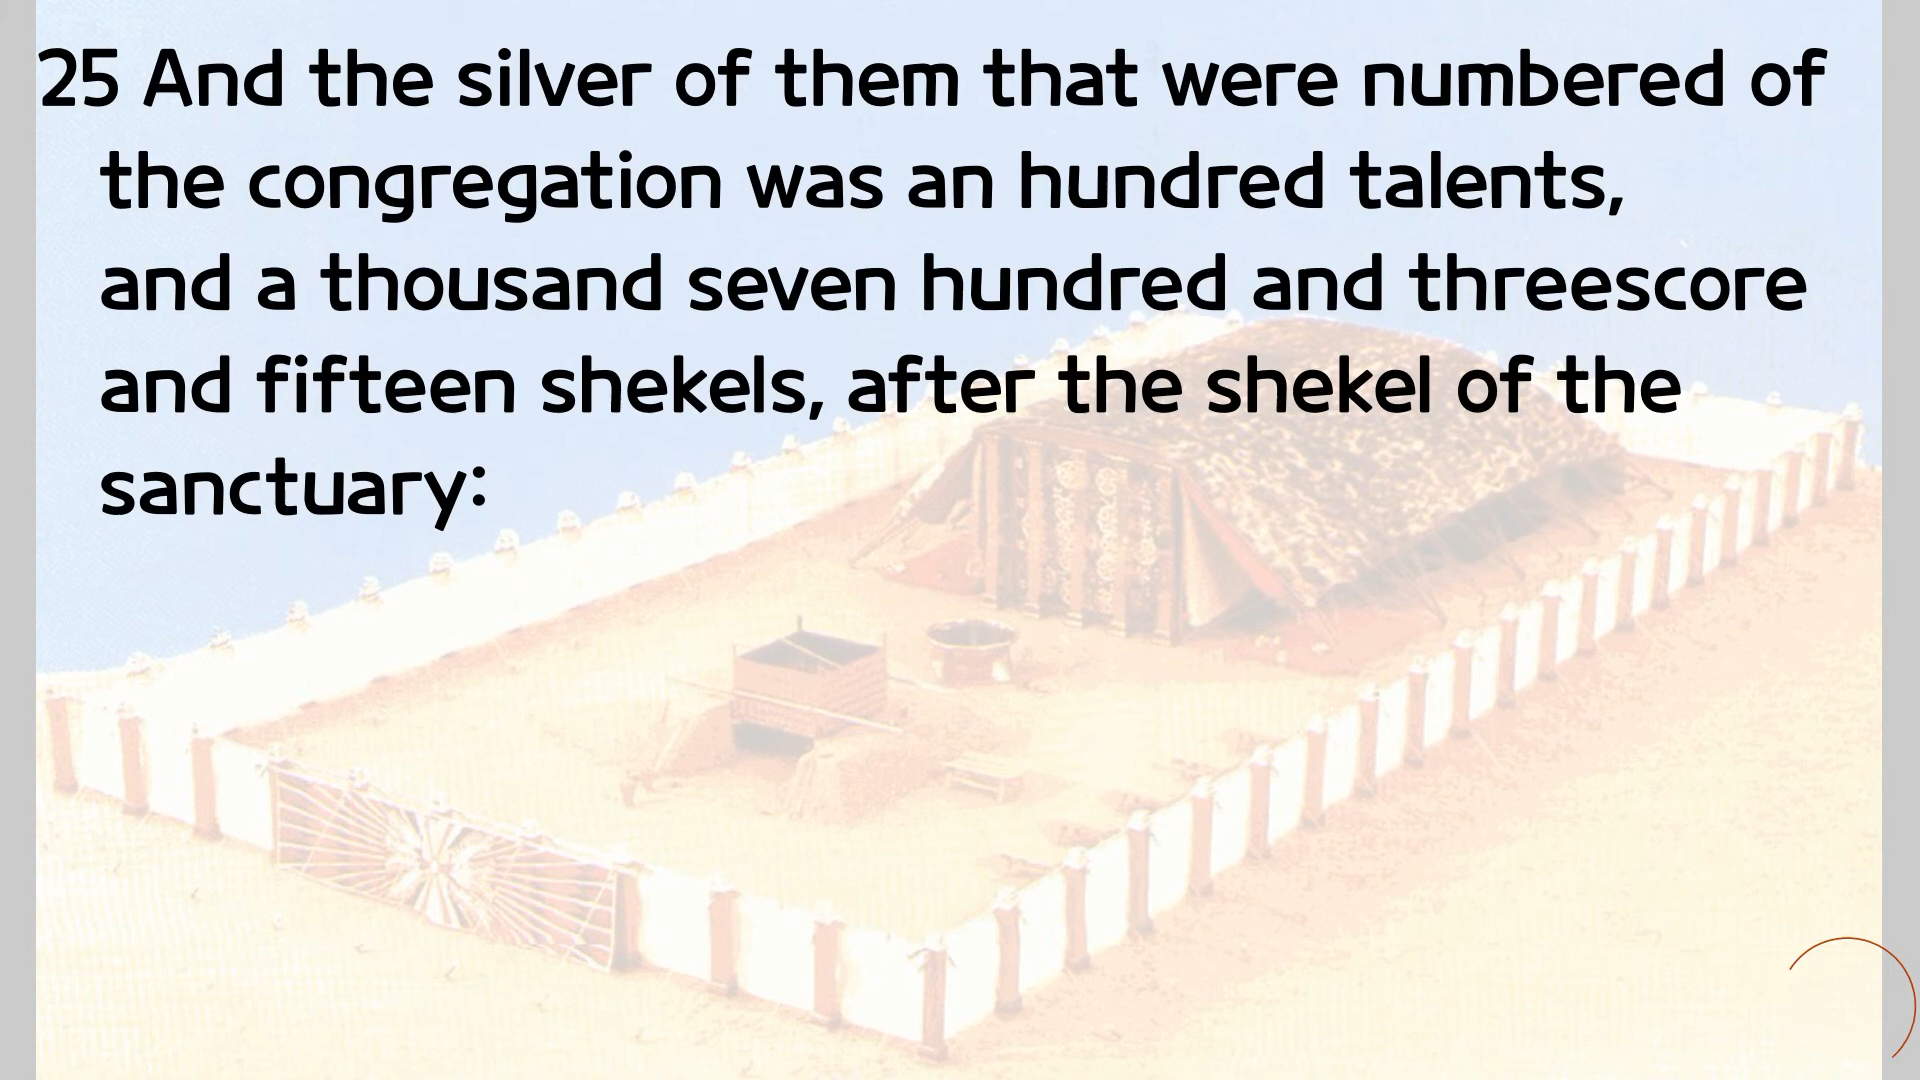 25 And the silver of them that were numbered of
the congregation was an hundred talents,
and a thousand seven hundred and threescore
and fifteen shekels, after the shekel of the
sanctuary: